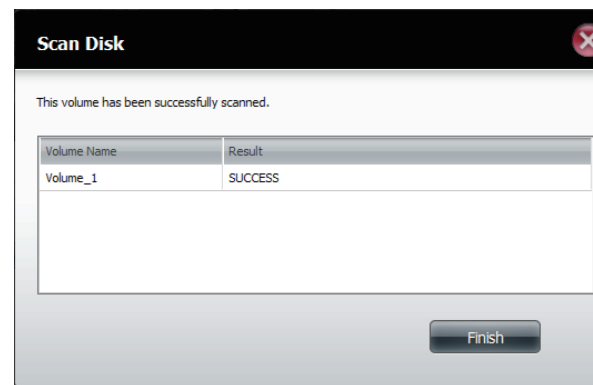 Scan Disk
This volume has been successfully scanned.
Volume Name Result
Volume_1 SUCCESS
Finish